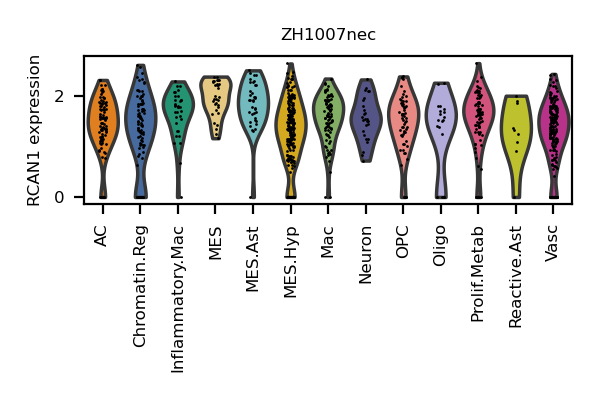 ZH1007nec
RCAN1 expression
2
0
AC
Chromatin.Reg
Inflammatory.Mac
MES
MES.Ast
MES.Hyp
Mac
Neuron
OPC
Oligo
Prolif.Metab
Reactive.Ast
Vasc